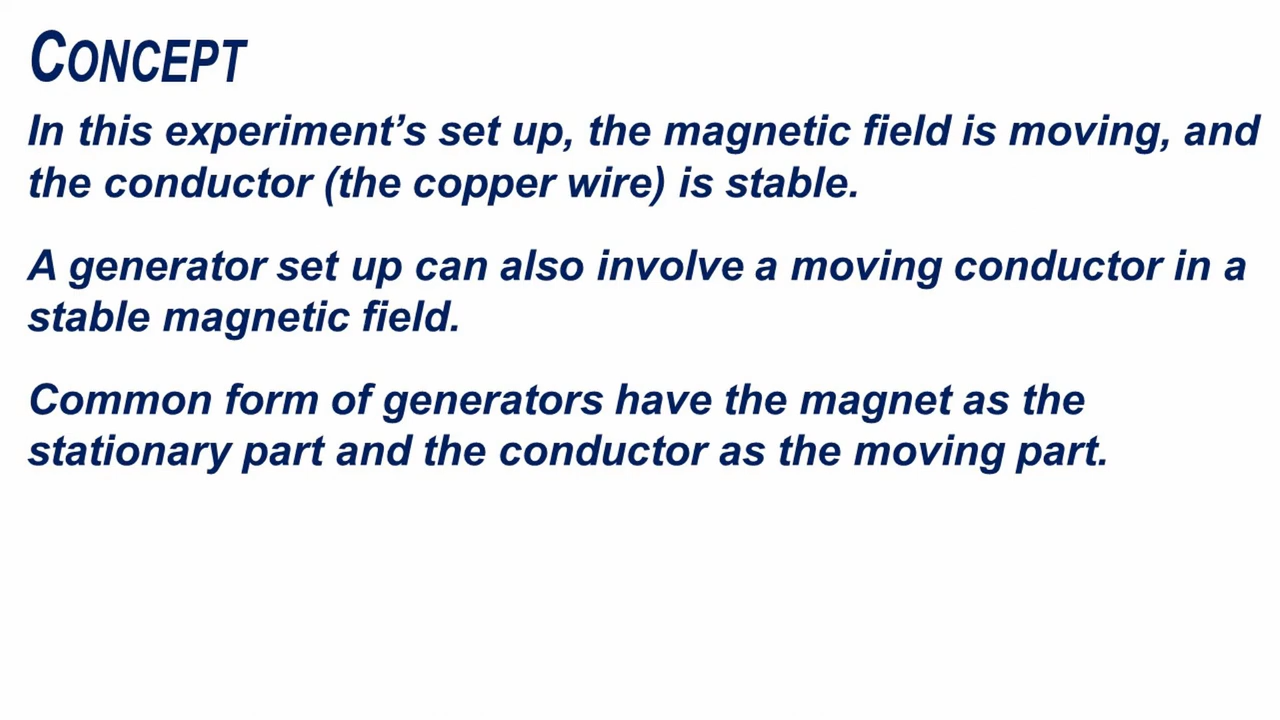 CONCEPT
In this experiment’s set up, the magnetic field is moving, and
the conductor (the copper wire) is stable.
A generator set up can also involve a moving conductor in a
stable magnetic field.
Common form of generators have the magnet as the
stationary part and the conductor as the moving part.